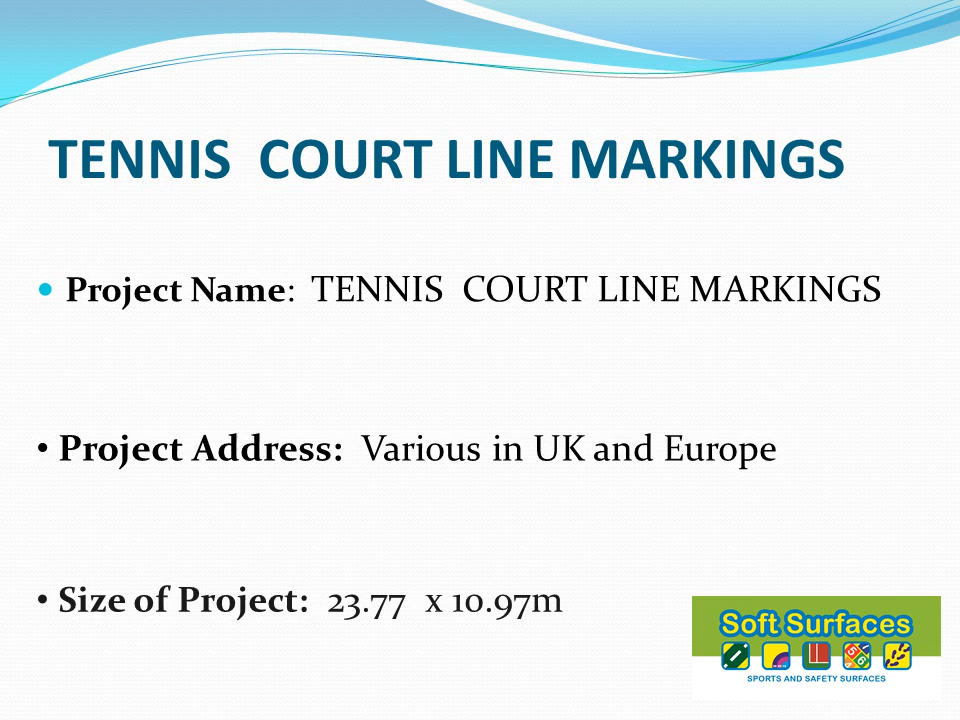 TENNIS COURT LINE MARKINGS
• Project Name: TENNIS COURT LINE MARKINGS
• Project Address: Various in UK and Europe
• Size of Project: 23.77 x 10.97m
Soft Surfaces
SPORTS AND SAFETY SURFACES